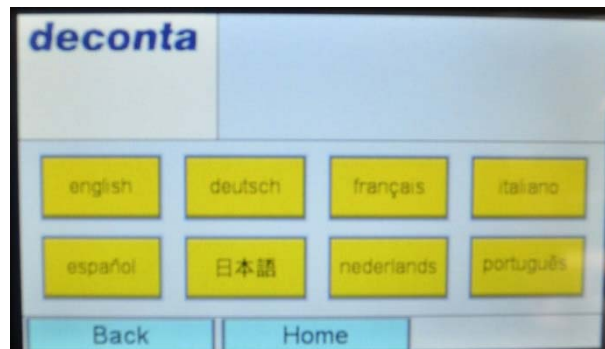 deconta
english deutsch français italiano
español 日本語 nederlands português
Back Home